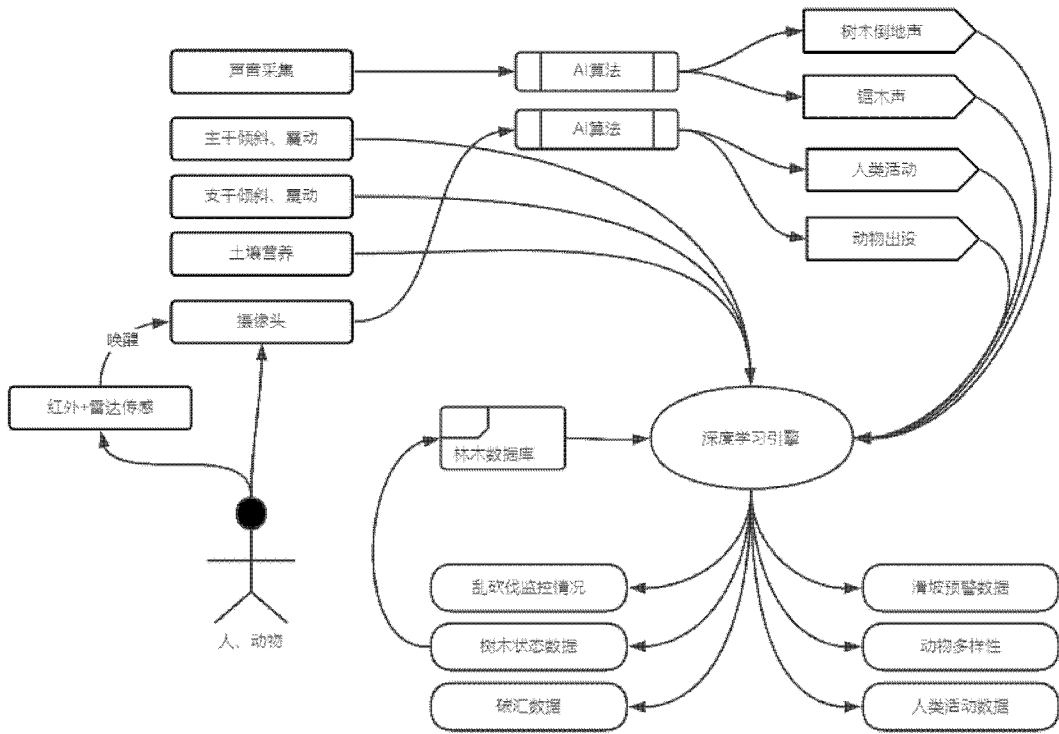 树木倒地声
声音采集
AI算法
锯木声
AI算法
主干倾斜、震动
人类活动
支干倾斜、震动
动物出没
土壤营养
摄像头
唤醒
红外+雷达传感
林木数据库
深度学习引擎
人、动物
乱砍伐监控情况
滑坡预警数据
树木状态数据
动物多样性
碳汇数据
人类活动数据